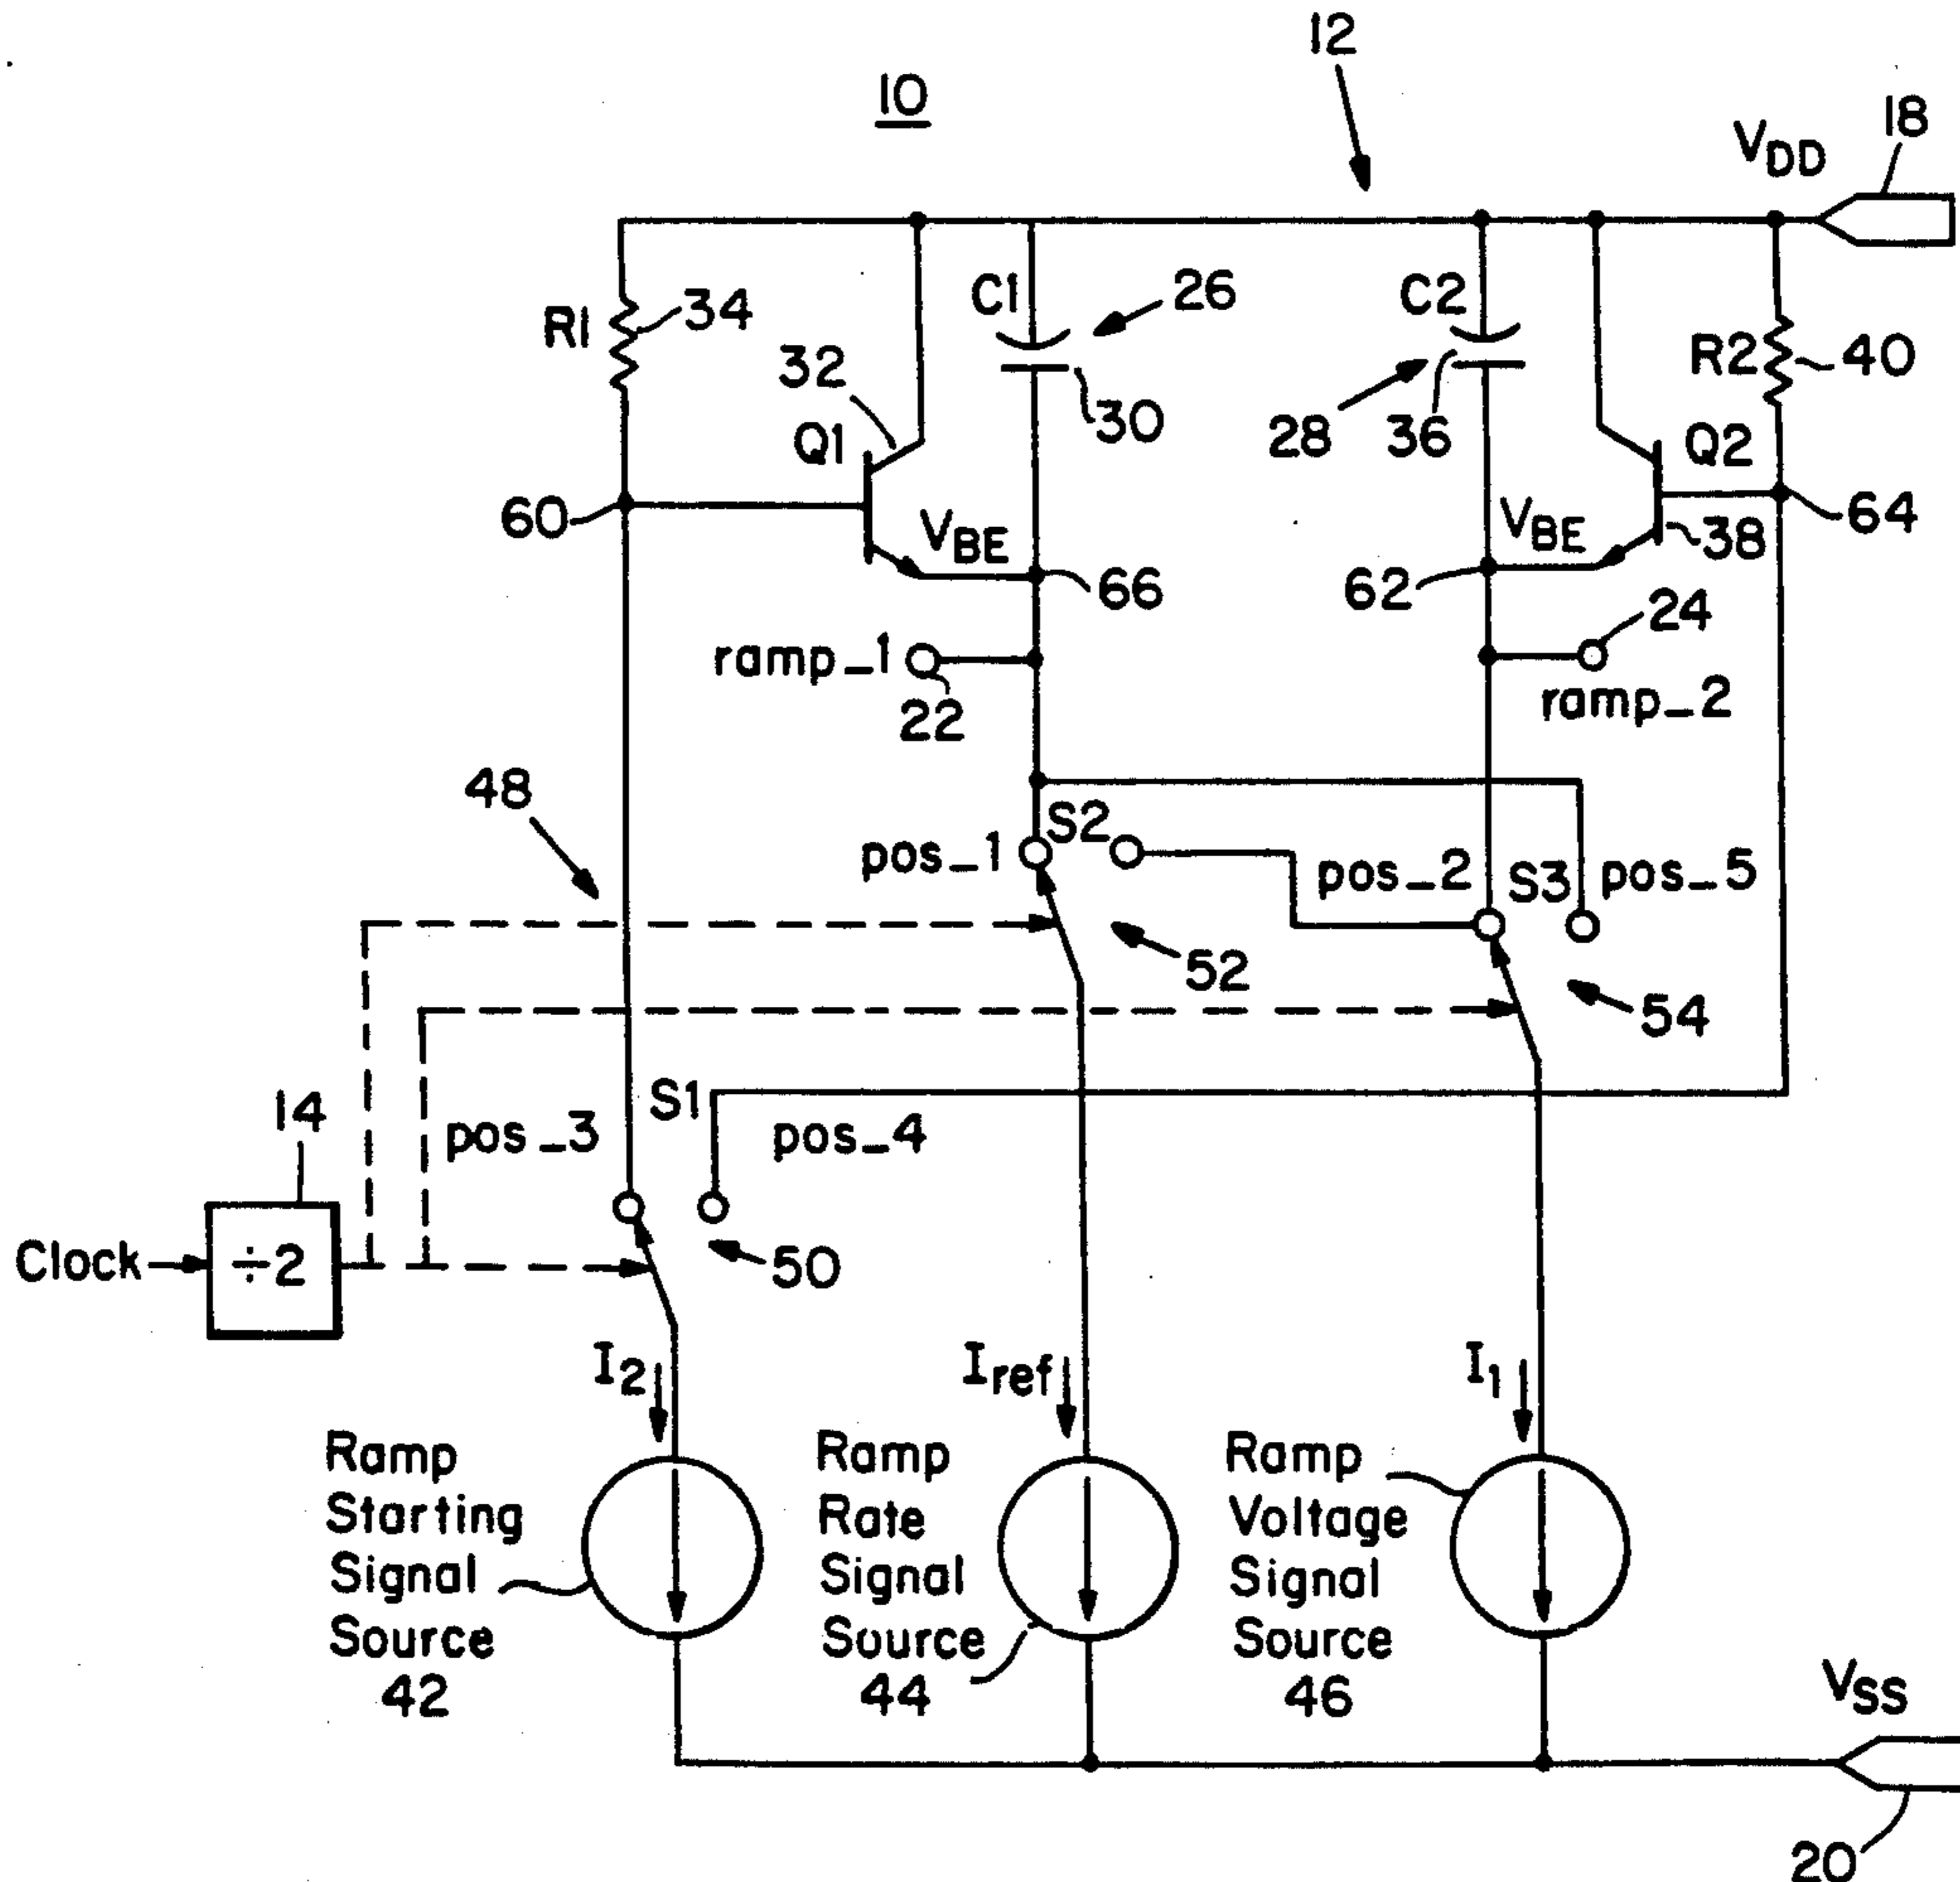 12
10
18
VDD
C1
26
C2
R1
34
32
R2
40
30
28
36
Q1
Q2
60
VBE
VBE
64
38
66
62
24
ramp_1
22
ramp_2
48
S2
pos_1
pos_2
S3
pos_5
52
54
14
S1
pos_3
pos_4
Clock
÷2
50
I2
Iref
I1
Ramp
Starting
Signal
Source
42
Ramp
Rate
Signal
Source
44
Ramp
Voltage
Signal
Source
46
VSS
20